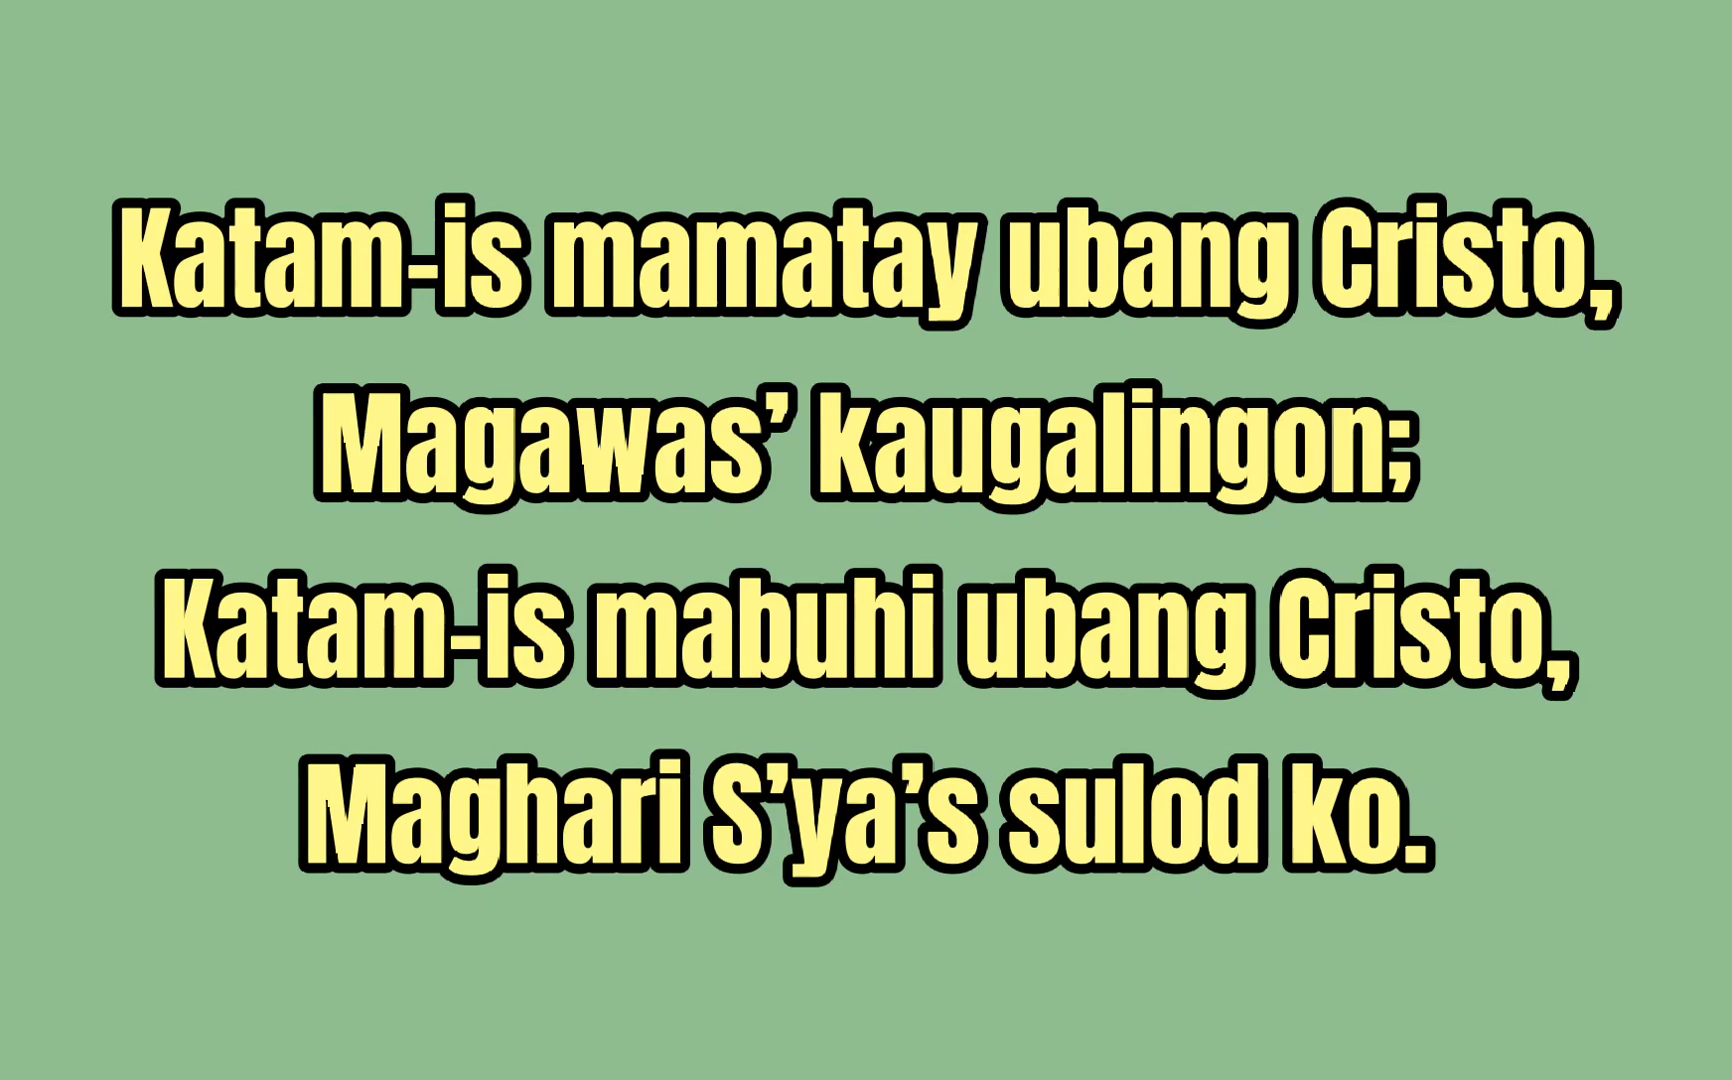 Katam-is mamatay ubang Cristo,
Magawas’ kaugalingon;
Katam-is mabuhi ubang Cristo,
Maghari S’ya’s sulod ko.